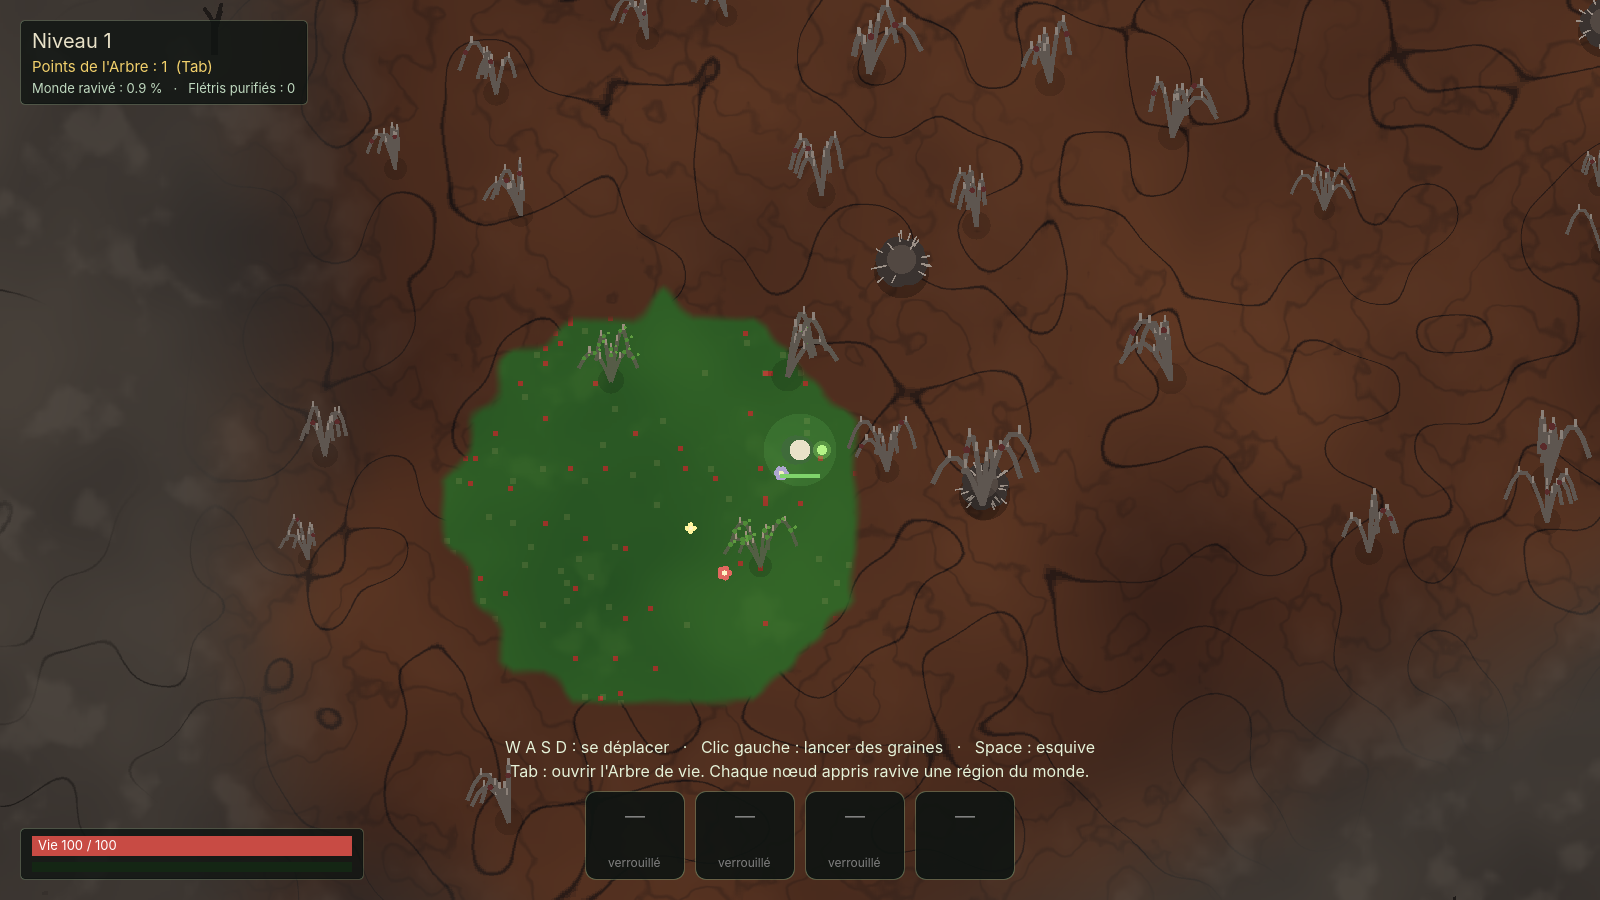 Niveau 1
Points de l'Arbre : 1 (Tab)
Monde ravivé : 0.9 % · Flétris purifiés : 0
W A S D : se déplacer · Clic gauche : lancer des graines · Space : esquive
Tab : ouvrir l'Arbre de vie. Chaque nœud appris ravive une région du monde.
— — — —
verrouillé verrouillé verrouillé
Vie 100 / 100